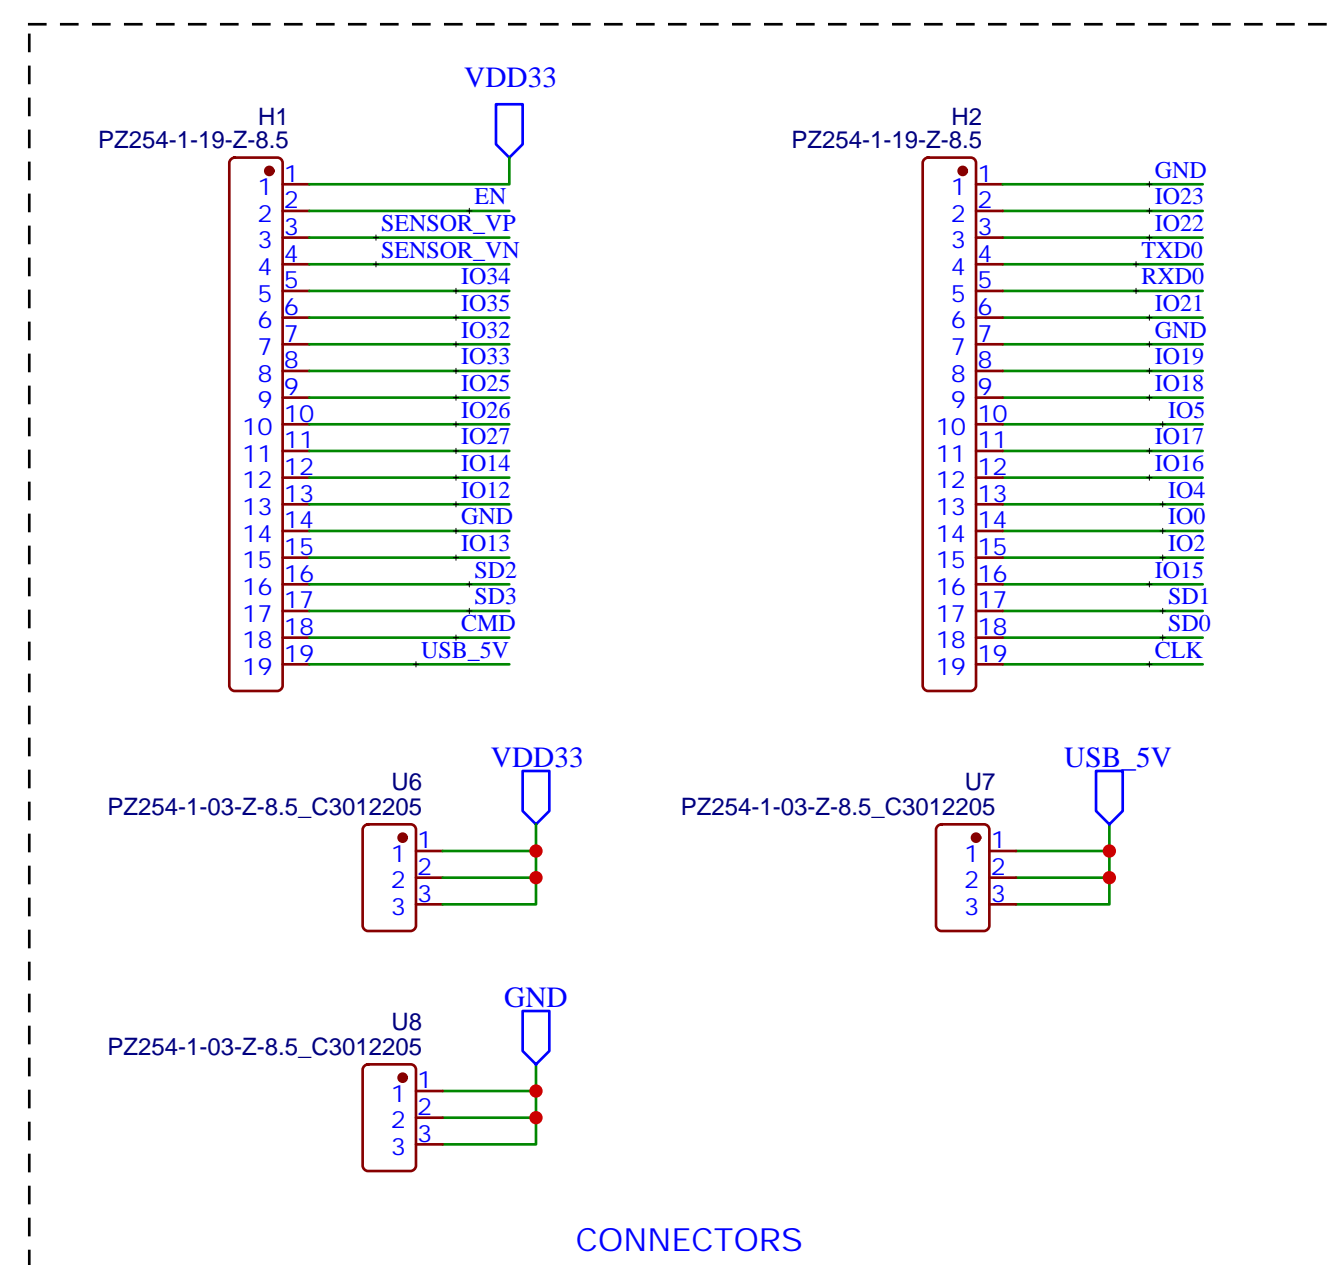 VDD33
H1
PZ254-1-19-Z-8.5
1 1
2 2 EN
3 3 SENSOR_VP
4 4 SENSOR_VN
5 5 IO34
6 6 IO35
7 7 IO32
8 8 IO33
9 9 IO25
10 10 IO26
11 11 IO27
12 12 IO14
13 13 IO12
14 14 GND
15 15 IO13
16 16 SD2
17 17 SD3
18 18 CMD
19 19 USB_5V
H2
PZ254-1-19-Z-8.5
1 1 GND
2 2 IO23
3 3 IO22
4 4 TXD0
5 5 RXD0
6 6 IO21
7 7 GND
8 8 IO19
9 9 IO18
10 10 IO5
11 11 IO17
12 12 IO16
13 13 IO4
14 14 IO0
15 15 IO2
16 16 IO15
17 17 SD1
18 18 SD0
19 19 CLK
VDD33
U6
PZ254-1-03-Z-8.5_C3012205
1 1
2 2
3 3
USB_5V
U7
PZ254-1-03-Z-8.5_C3012205
1 1
2 2
3 3
GND
U8
PZ254-1-03-Z-8.5_C3012205
1 1
2 2
3 3
CONNECTORS